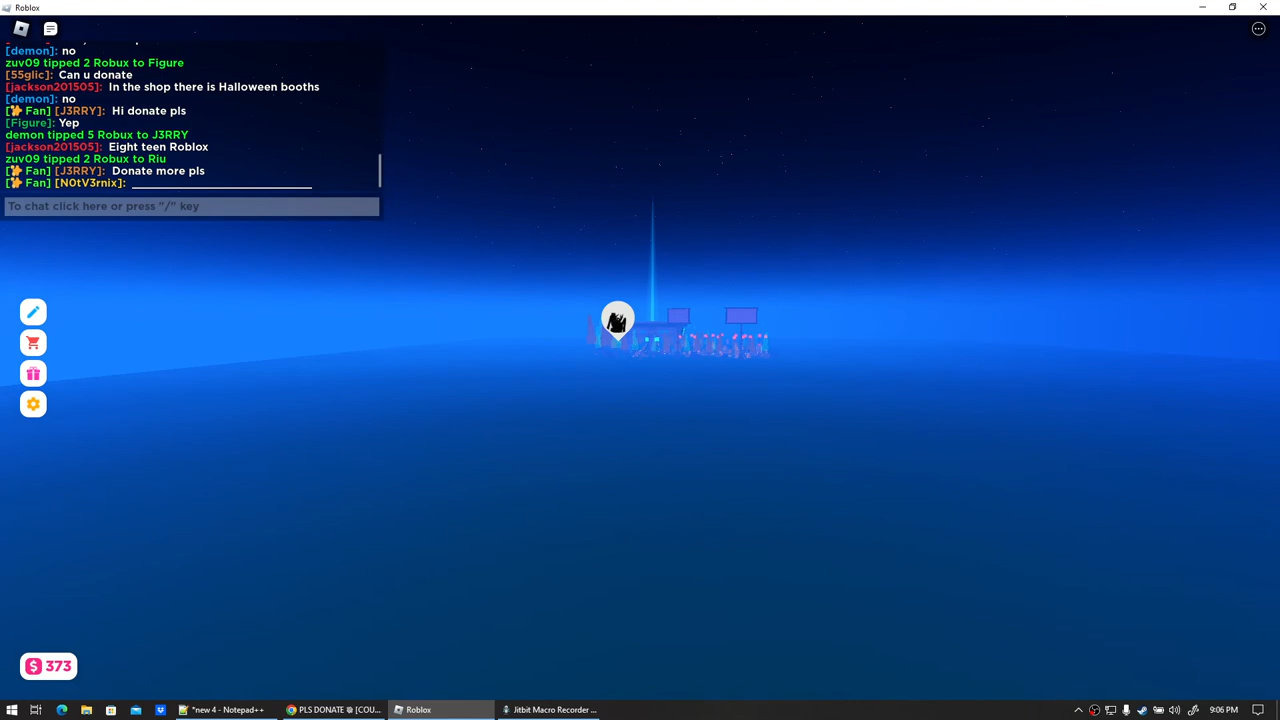 Roblox
[demon]: no
zuv09 tipped 2 Robux to Figure
[55glic]: Can u donate
[jackson201505]: In the shop there is Halloween booths
[demon]: no
[Fan] [J3RRY]: Hi donate pls
[Figure]: Yep
demon tipped 5 Robux to J3RRY
[jackson201505]: Eight teen Roblox
zuv09 tipped 2 Robux to Riu
[Fan] [J3RRY]: Donate more pls
[Fan] [N0tV3rnix]: ________________________
To chat click here or press "/" key
$ 373
*new 4 - Notepad++
PLS DONATE [COU...
Roblox
Jitbit Macro Recorder ...
9:06 PM